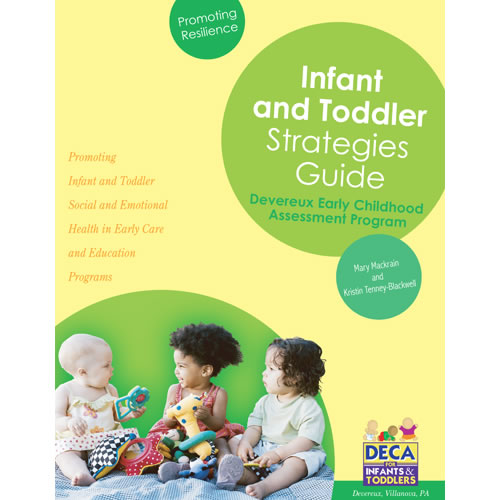 Promoting
Resilience
Infant
and Toddler
Strategies
Guide
Devereux Early Childhood
Assessment Program
Promoting
Infant and Toddler
Social and Emotional
Health in Early Care
and Education
Programs
Mary Mackrain
and
Kristin Tenney-Blackwell
DECA
FOR
INFANTS &
TODDLERS
Devereux, Villanova, PA